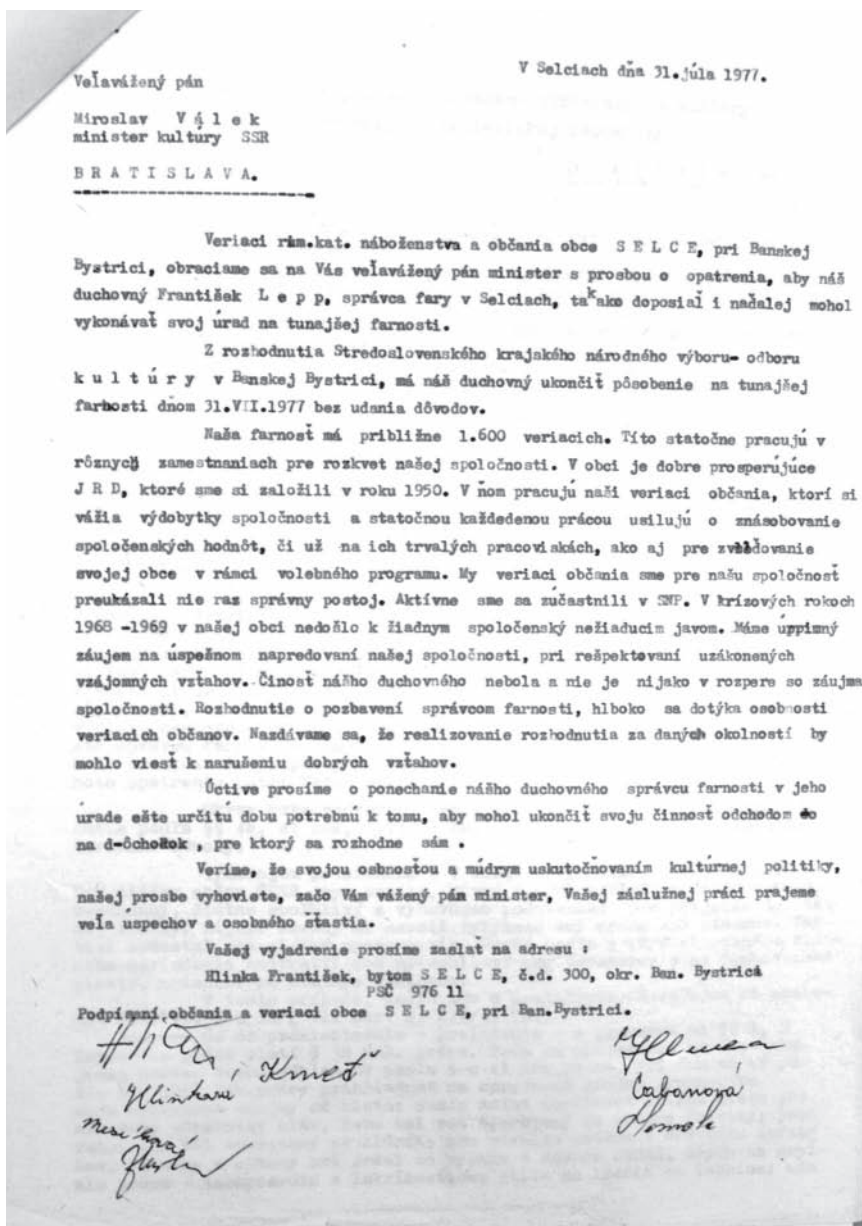 V Selciach dňa 31.júla 1977.
Veľavážený pán
Miroslav V á l e k
minister kultúry SSR
B R A T I S L A V A.
Veriaci rím.kat. náboženstva a občania obce S E L C E, pri Banskej
Bystrici, obraciame sa na Vás veľavážený pán minister s prosbou o opatrenia, aby náš
duchovný František L e p p, správca fary v Selciach, tak ako doposiaľ i naďalej mohol
vykonávať svoj úrad na tunajšej farnosti.
Z rozhodnutia Stredoslovenského krajského národného výboru- odboru
k u l t ú r y v Banskej Bystrici, má náš duchovný ukončiť pôsobenie na tunajšej
farnosti dňom 31.VII.1977 bez udania dôvodov.
Naša farnosť má približne 1.600 veriacich. Títo statočne pracujú v
rôznych zamestnaniach pre rozkvet našej spoločnosti. V obci je dobre prosperujúce
J R D, ktoré sme si založili v roku 1950. V ňom pracujú naši veriaci občania, ktorí si
vážia výdobytky spoločnosti a statočnou každedenou prácou usilujú o znásobovanie
spoločenských hodnôt, či už na ich trvalých pracoviskách, ako aj pre zveľaďovanie
svojej obce v rámci volebného programu. My veriaci občania sme pre našu spoločnosť
preukázali nie raz správny postoj. Aktívne sme sa zúčastnili v SNP. V krízových rokoch
1968 -1969 v našej obci nedošlo k žiadnym spoločenský nežiaducim javom. Máme úppimný
záujem na úspešnom napredovaní našej spoločnosti, pri rešpektovaní uzákonených
vzájomných vzťahov. Činosť nášho duchovného nebola a nie je nijako v rozpere so záujma
spoločnosti. Rozhodnutie o pozbavení správcom farnosti, hlboko sa dotýka osobnosti
veriacich občanov. Nazdávame sa, že realizovanie rozhodnutia za daných okolností by
mohlo viesť k narušeniu dobrých vzťahov.
Úctive prosíme o ponechanie nášho duchovného správcu farnosti v jeho
úrade ešte určitú dobu potrebnú k tomu, aby mohol ukončiť svoju činnosť odchodom do
na d-ôchodok , pre ktorý sa rozhodne sám .
Veríme, že svojou osbnosťou a múdrym uskutočňovaním kultúrnej politiky,
našej prosbe vyhoviete, začo Vám vážený pán minister, Vašej záslužnej práci prajeme
veľa úspechov a osobného šťastia.
Vašej vyjadrenie prosíme zaslať na adresu :
Hlinka František, bytom S E L C E, č.d. 300, okr. Ban. Bystrica
PSČ 976 11
Podpísaní občania a veriaci obce S E L C E, pri Ban.Bystrici.
Kmeť
Hlinková
Cabanová